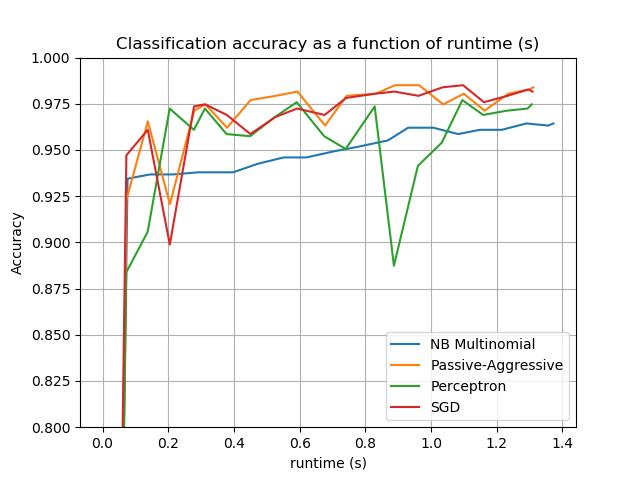 Classification accuracy as a function of runtime (s)
1.000
0.975
0.950
0.925
0.900
0.875
0.850
0.825
0.800
Accuracy
NB Multinomial
Passive-Aggressive
Perceptron
SGD
0.0 0.2 0.4 0.6 0.8 1.0 1.2 1.4
runtime (s)